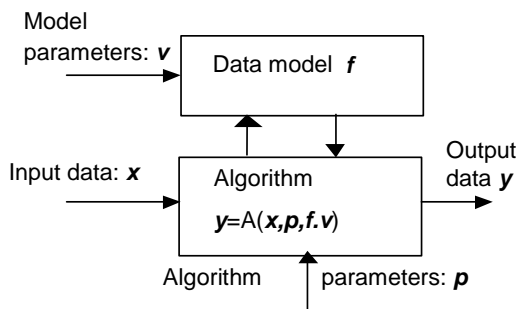 Model
parameters: v
Data model f
Input data: x
Algorithm
y=A(x,p,f.v)
Output
data y
Algorithm parameters: p